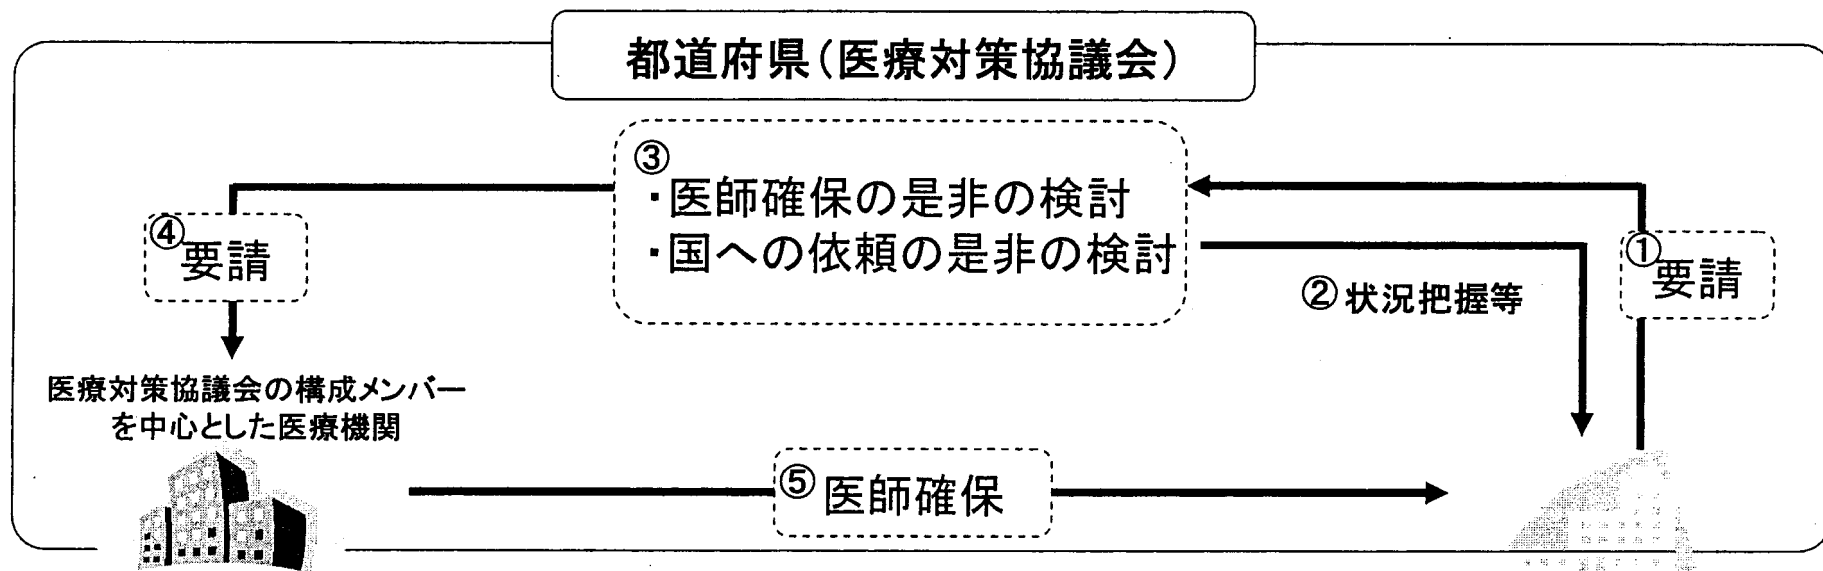 都道府県(医療対策協議会)
③
・医師確保の是非の検討
・国への依頼の是非の検討
④要請
①要請
②状況把握等
医療対策協議会の構成メンバー
を中心とした医療機関
⑤医師確保